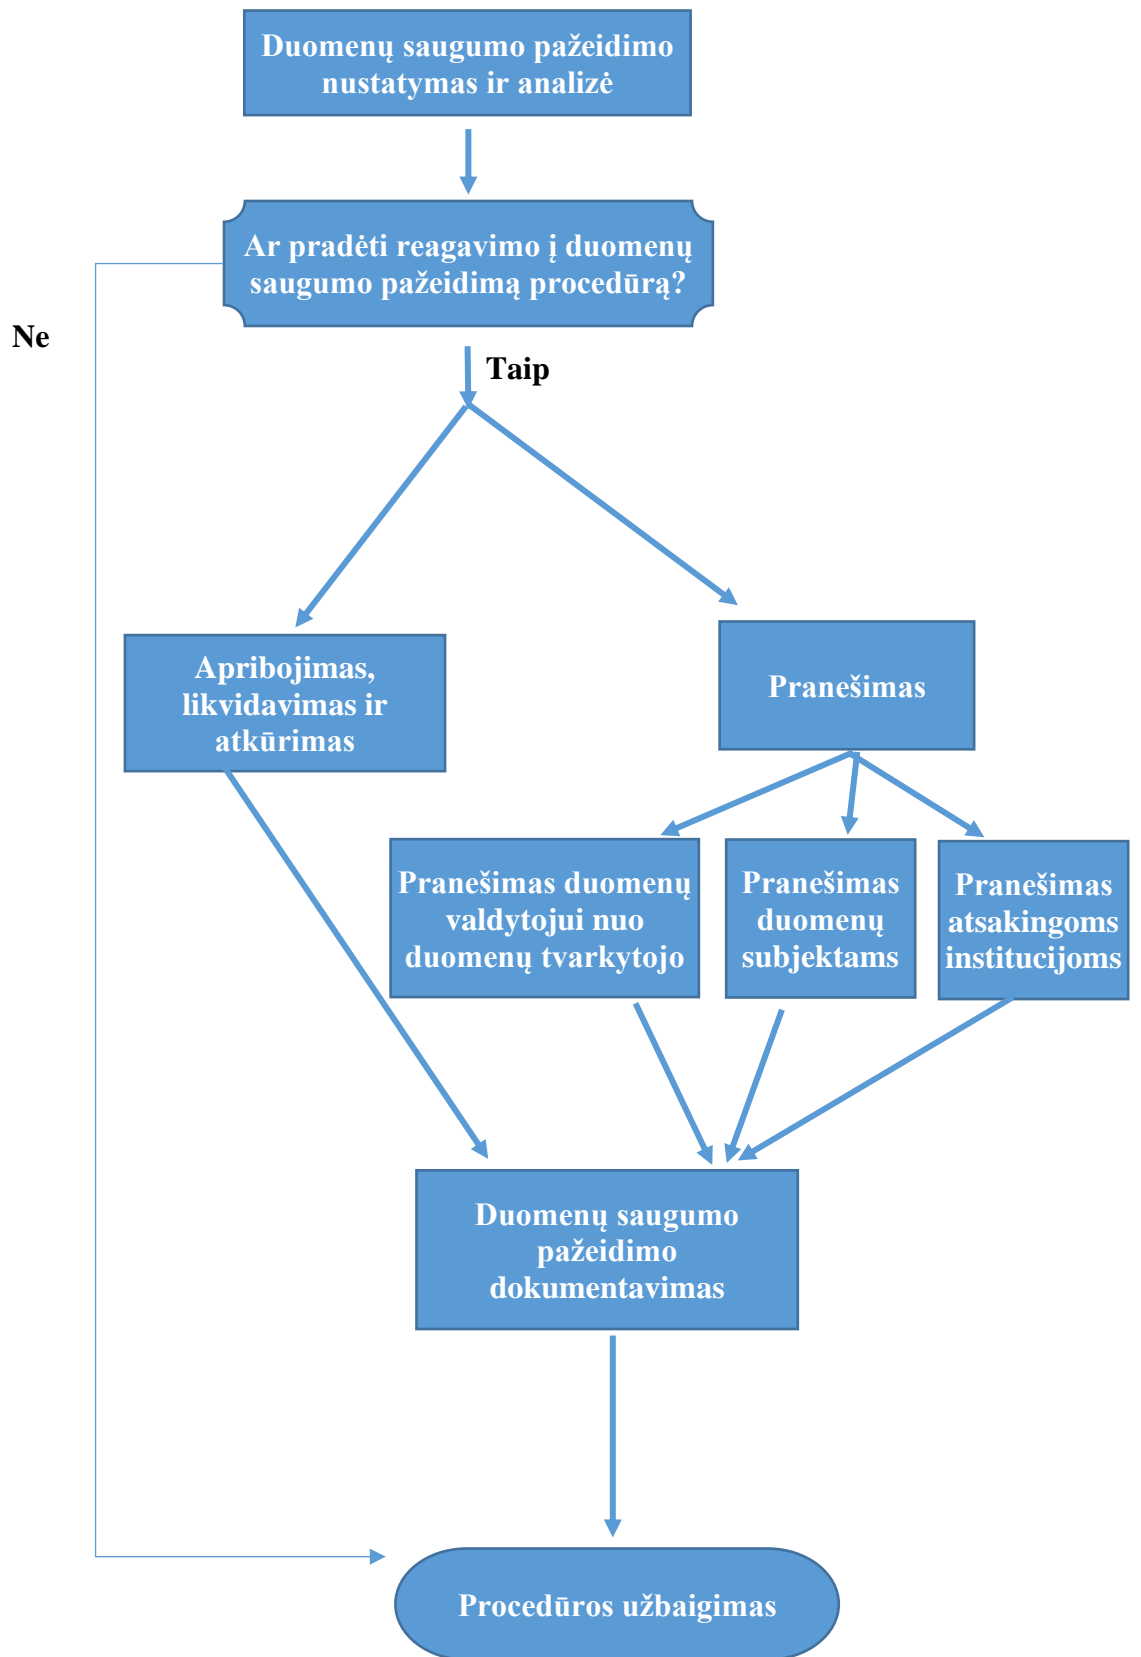 Duomenų saugumo pažeidimo
nustatymas ir analizė
Ar pradėti reagavimo į duomenų
saugumo pažeidimą procedūrą?
Ne
Taip
Apribojimas,
likvidavimas ir
atkūrimas
Pranešimas
Pranešimas duomenų
valdytojui nuo
duomenų tvarkytojo
Pranešimas
duomenų
subjektams
Pranešimas
atsakingoms
institucijoms
Duomenų saugumo
pažeidimo
dokumentavimas
Procedūros užbaigimas